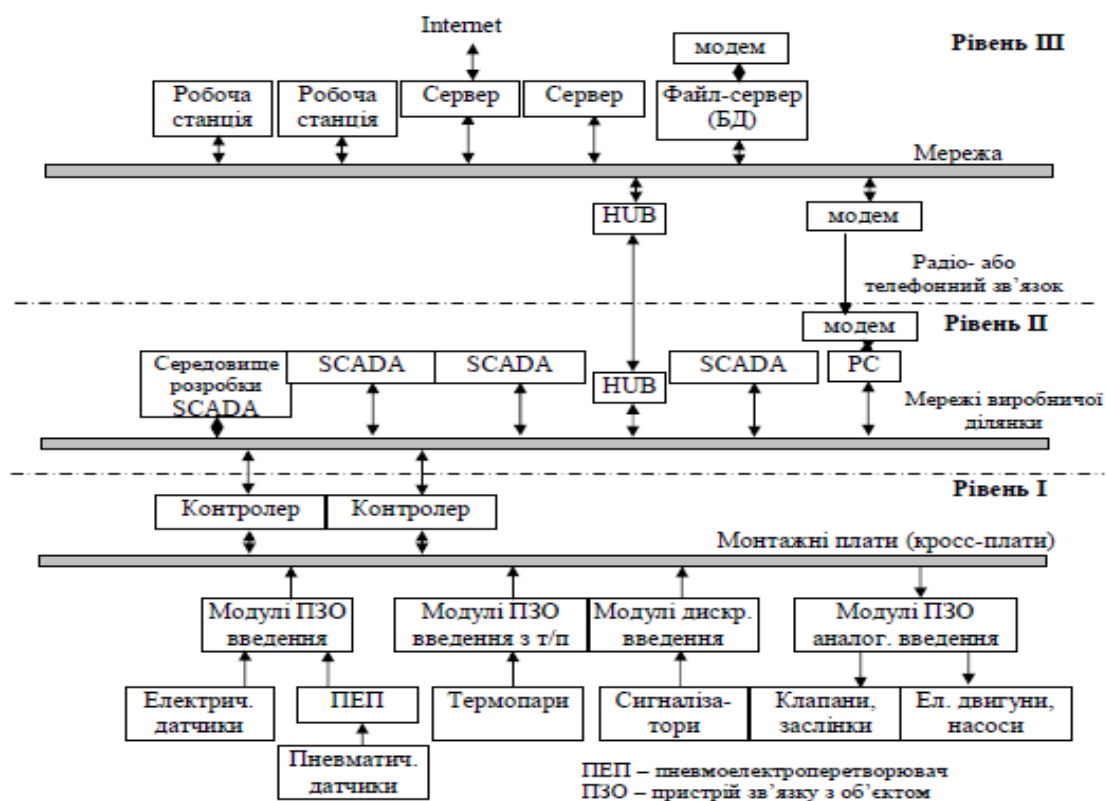 Internet
модем
Рівень III
Робоча
станція
Робоча
станція
Сервер
Сервер
Файл-сервер
(БД)
Мережа
HUB
модем
Радіо- або
телефонний зв’язок
Рівень II
модем
Середовище
розробки
SCADA
SCADA
SCADA
HUB
SCADA
PC
Мережі виробничої
ділянки
Рівень I
Контролер
Контролер
Монтажні плати (кросс-плати)
Модулі ПЗО
введення
Модулі ПЗО
введення з т/п
Модулі дискр.
введення
Модулі ПЗО
аналог. введення
Електрич.
датчики
ПЕП
Термопари
Сигналіза-
тори
Клапани,
заслінки
Ел. двигуни,
насоси
Пневматич.
датчики
ПЕП – пневмоелектроперетворювач
ПЗО – пристрій зв’язку з об’єктом